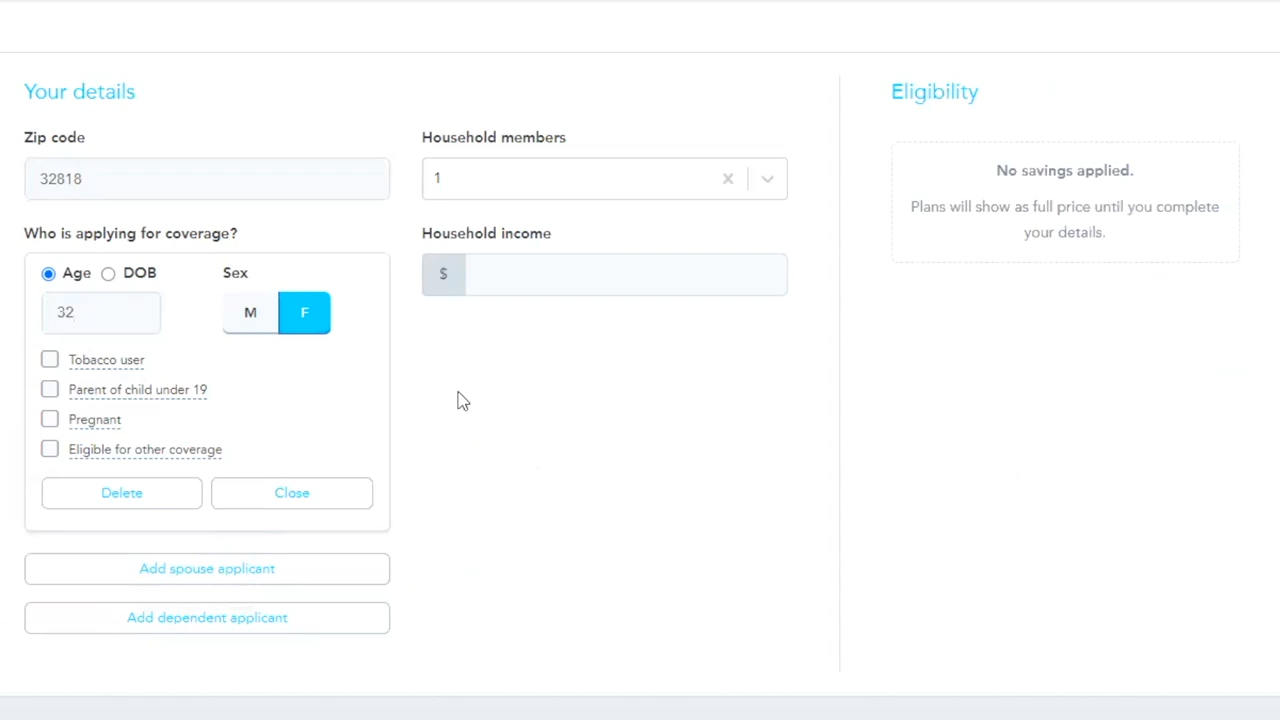 Your details
Zip code
32818
Who is applying for coverage?
Age DOB Sex
32 M F
Tobacco user
Parent of child under 19
Pregnant
Eligible for other coverage
Delete Close
Add spouse applicant
Add dependent applicant
Household members
1
Household income
$
Eligibility
No savings applied.
Plans will show as full price until you complete
your details.